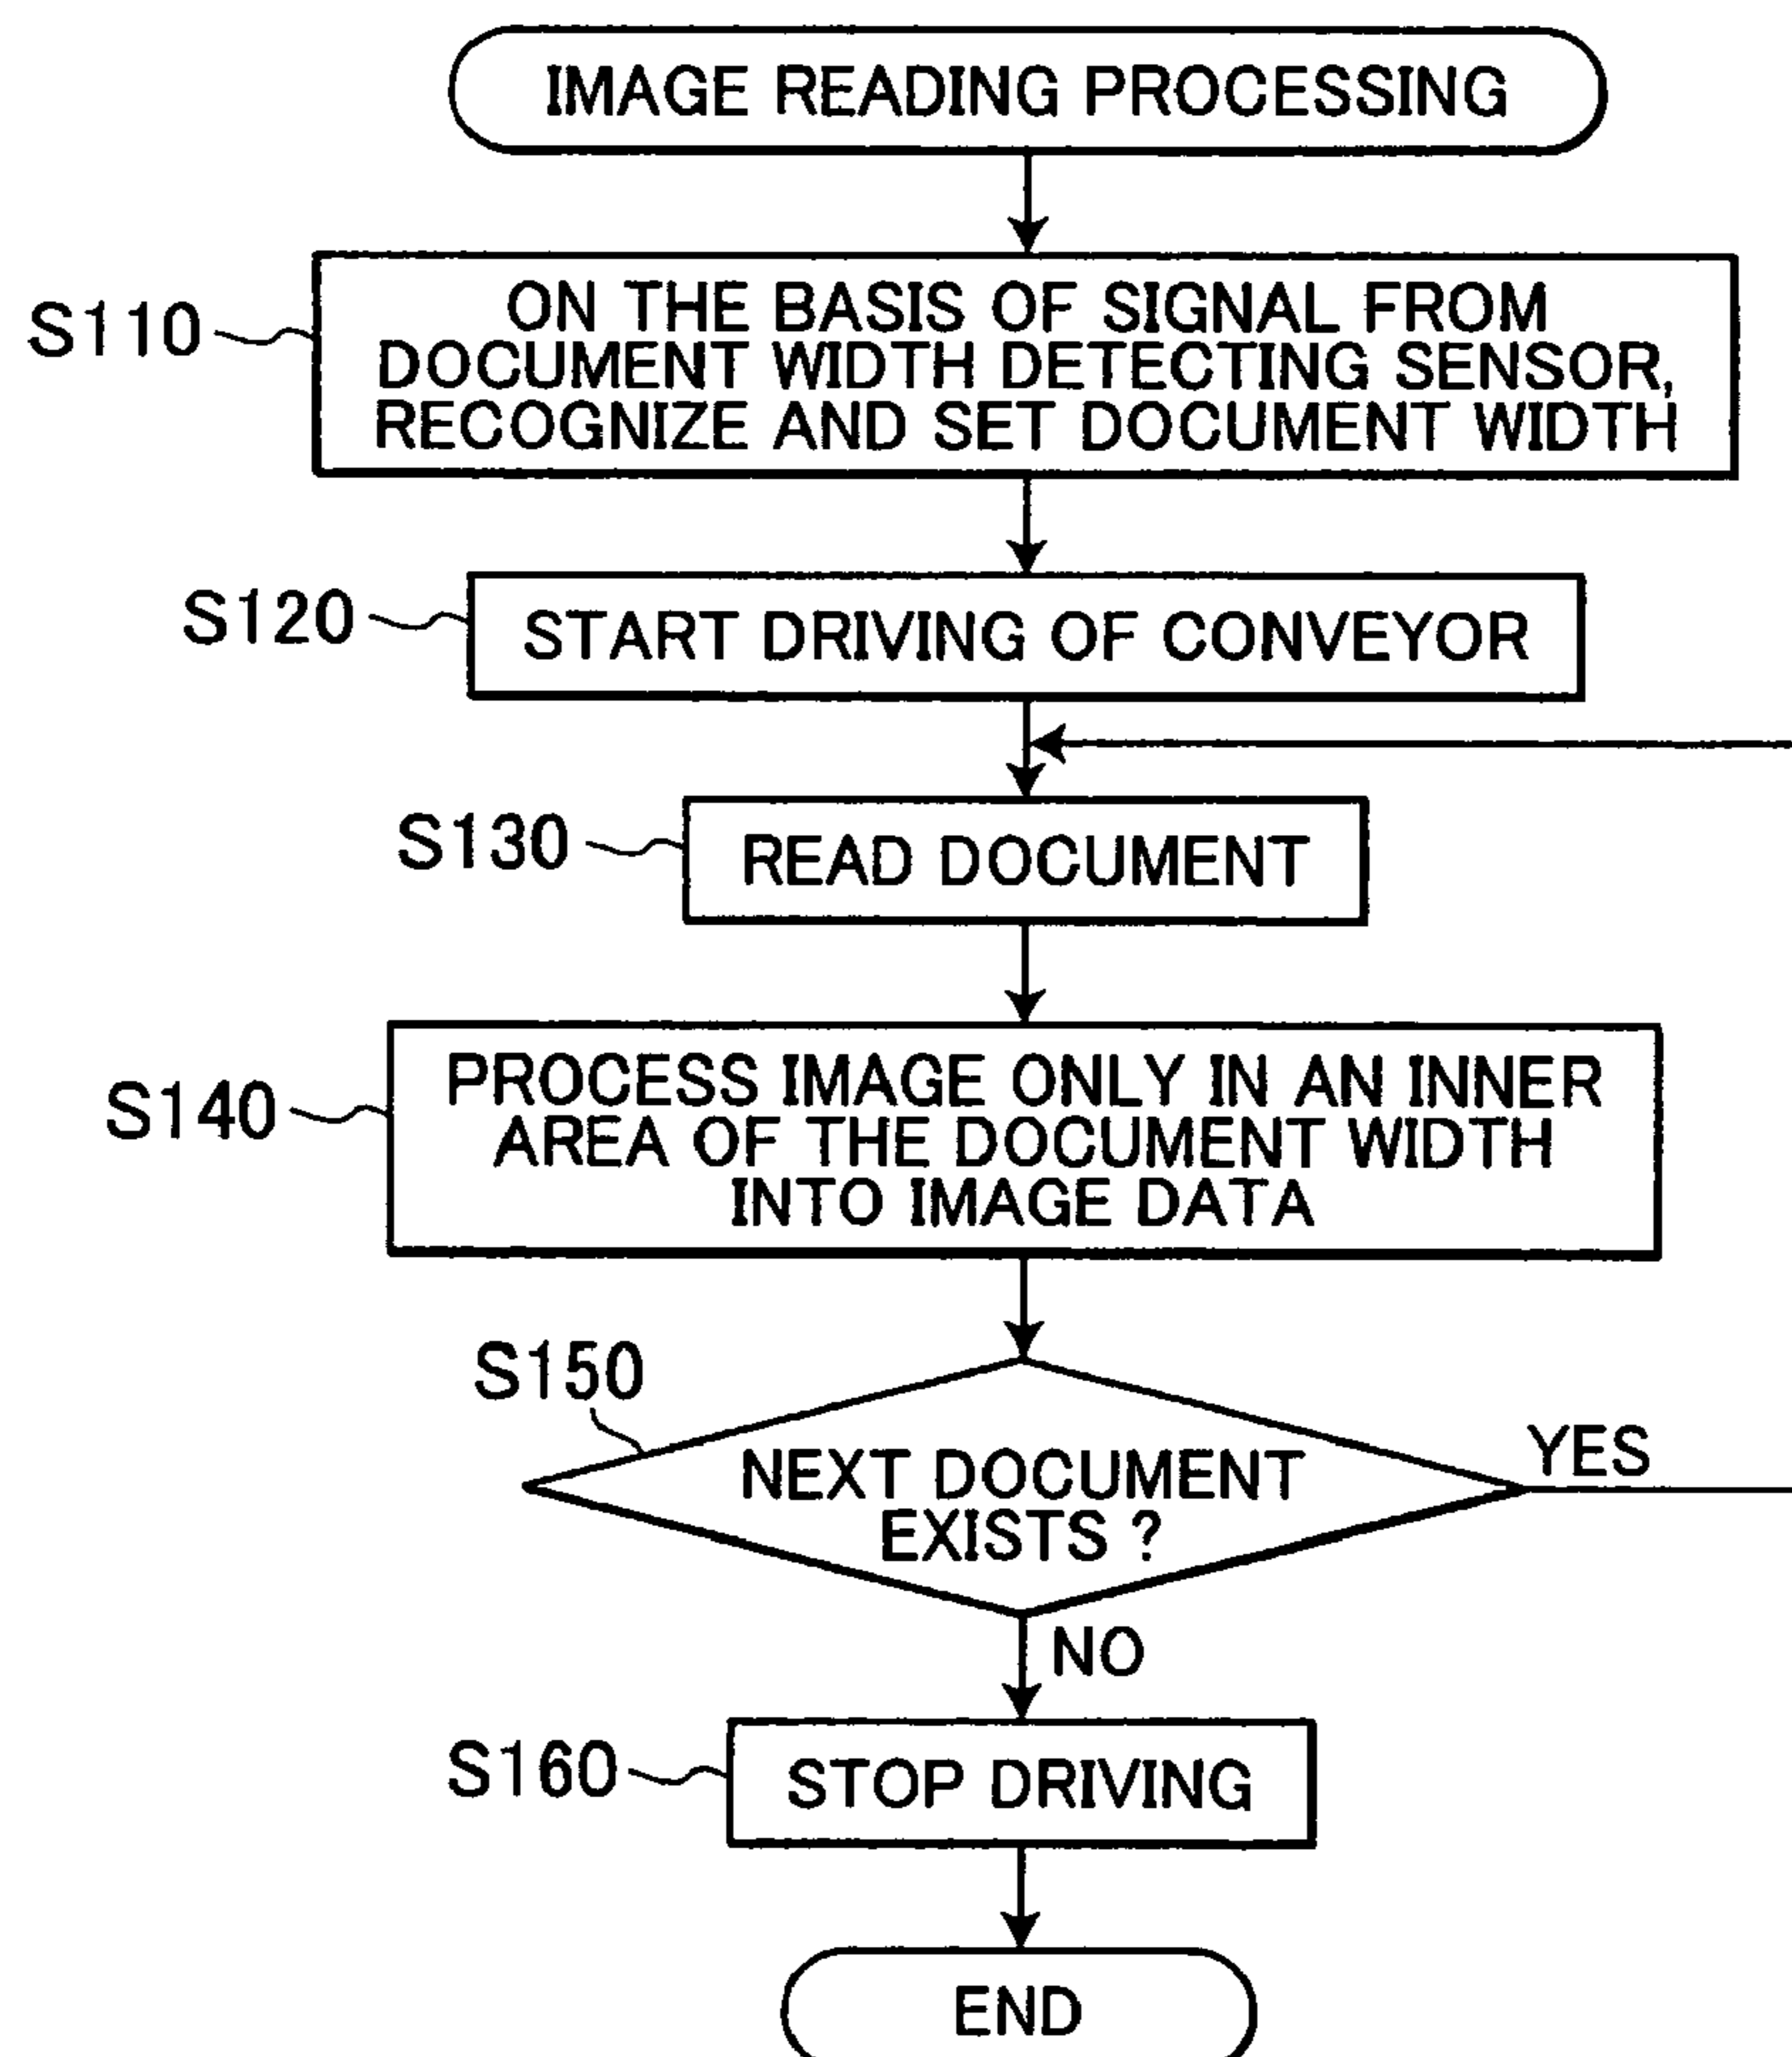 IMAGE READING PROCESSING
S110
ON THE BASIS OF SIGNAL FROM
DOCUMENT WIDTH DETECTING SENSOR,
RECOGNIZE AND SET DOCUMENT WIDTH
S120
START DRIVING OF CONVEYOR
S130
READ DOCUMENT
S140
PROCESS IMAGE ONLY IN AN INNER
AREA OF THE DOCUMENT WIDTH
INTO IMAGE DATA
S150
NEXT DOCUMENT
EXISTS ?
YES
NO
S160
STOP DRIVING
END